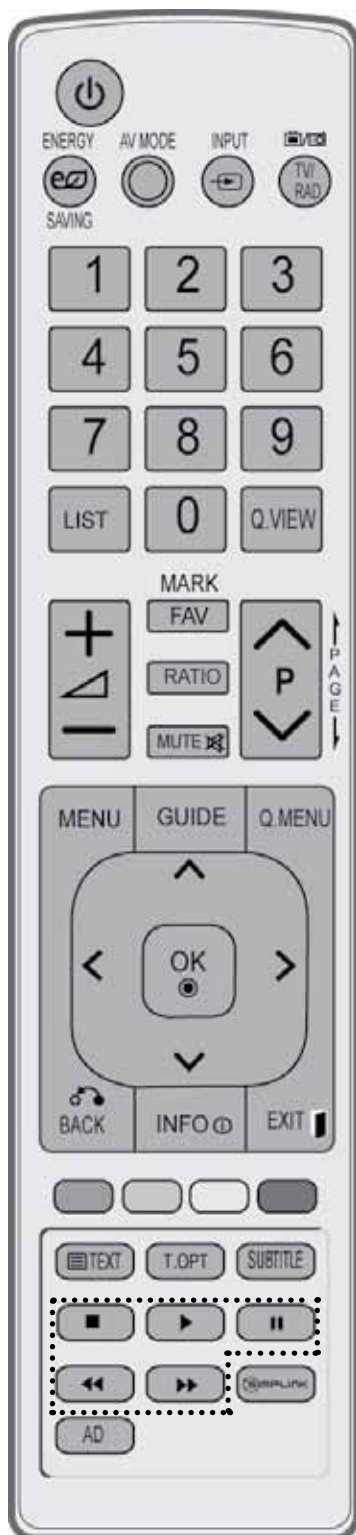 ENERGY AV MODE INPUT
TV/
RAD
SAVING
1 2 3
4 5 6
7 8 9
LIST 0 Q.VIEW
MARK
FAV
RATIO
P
PAGE
MUTE
MENU GUIDE Q.MENU
OK
BACK INFO EXIT
TEXT T.OPT SUBTITLE
SIMPLINK
AD